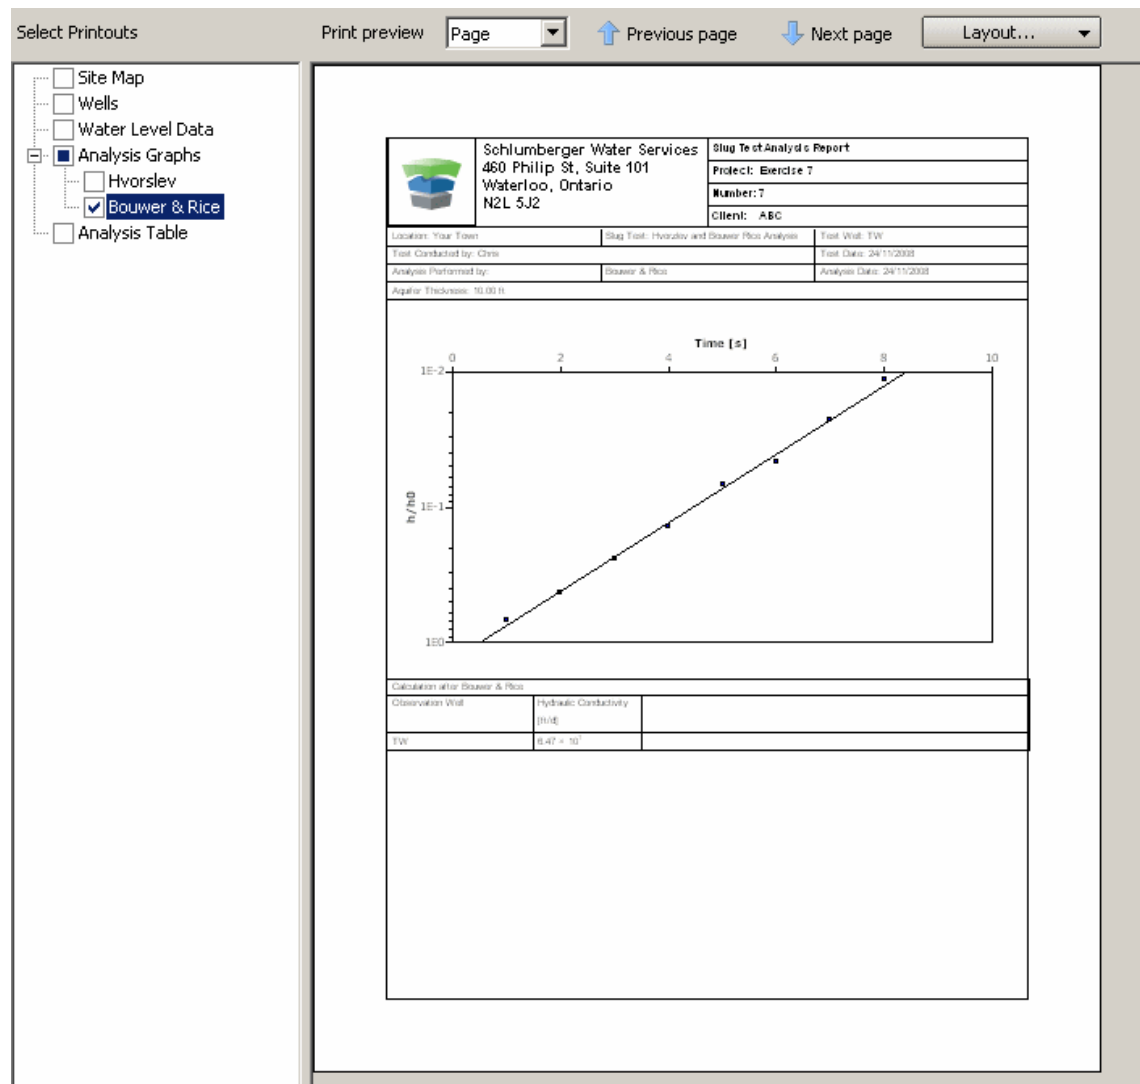 Select Printouts
Print preview Page Previous page Next page Layout...
Site Map
Wells
Water Level Data
Analysis Graphs
Hvorslev
Bouwer & Rice
Analysis Table
Schlumberger Water Services
460 Philip St, Suite 101
Waterloo, Ontario
N2L 5J2
Slug Test Analysis Report
Project: Exercise 7
Number: 7
Client: ABC
Location: Your Town Slug Test: Hvorslev and Bouwer Rice Analysis Test Well: TW
Test Conducted by: Chris Test Date: 24/11/2008
Analysis Performed by: Bouwer & Rice Analysis Date: 24/11/2008
Aquifer Thickness: 10.00 ft
Time [s]
0 2 4 6 8 10
1E-2
h/h0
1E-1
1E0
Calculation after Bouwer & Rice
Observation Well Hydraulic Conductivity
[ft/d]
TW 6.47 × 10¹